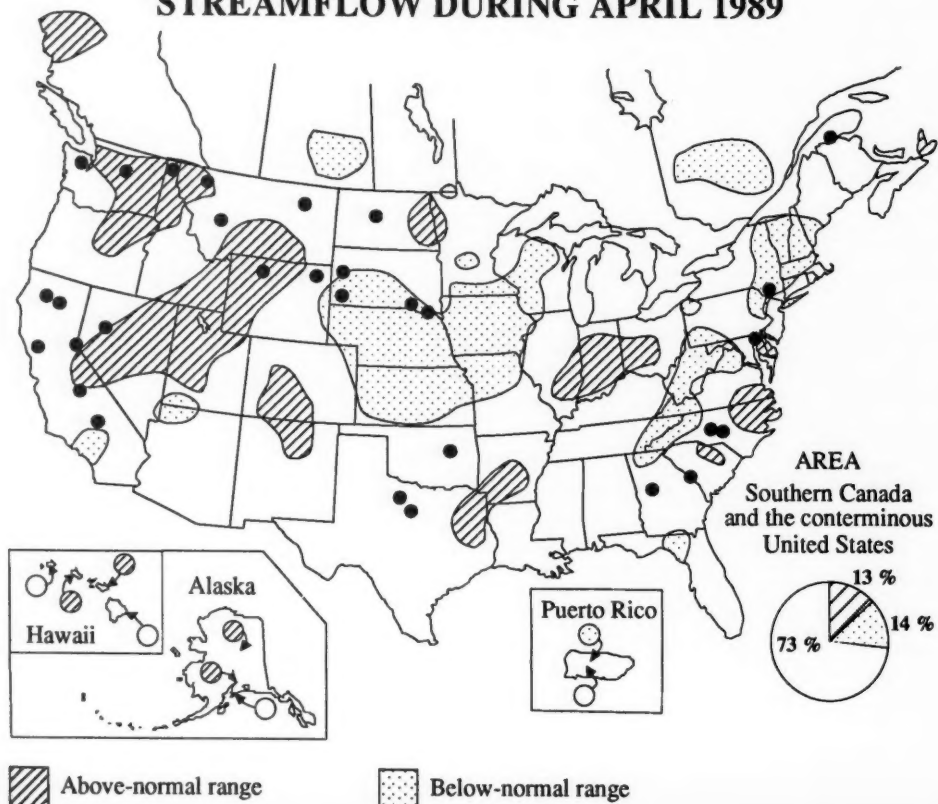 STREAMFLOW DURING APRIL 1989
AREA
Southern Canada
and the conterminous
United States
13 %
14 %
73 %
Hawaii
Alaska
Puerto Rico
Above-normal range
Below-normal range